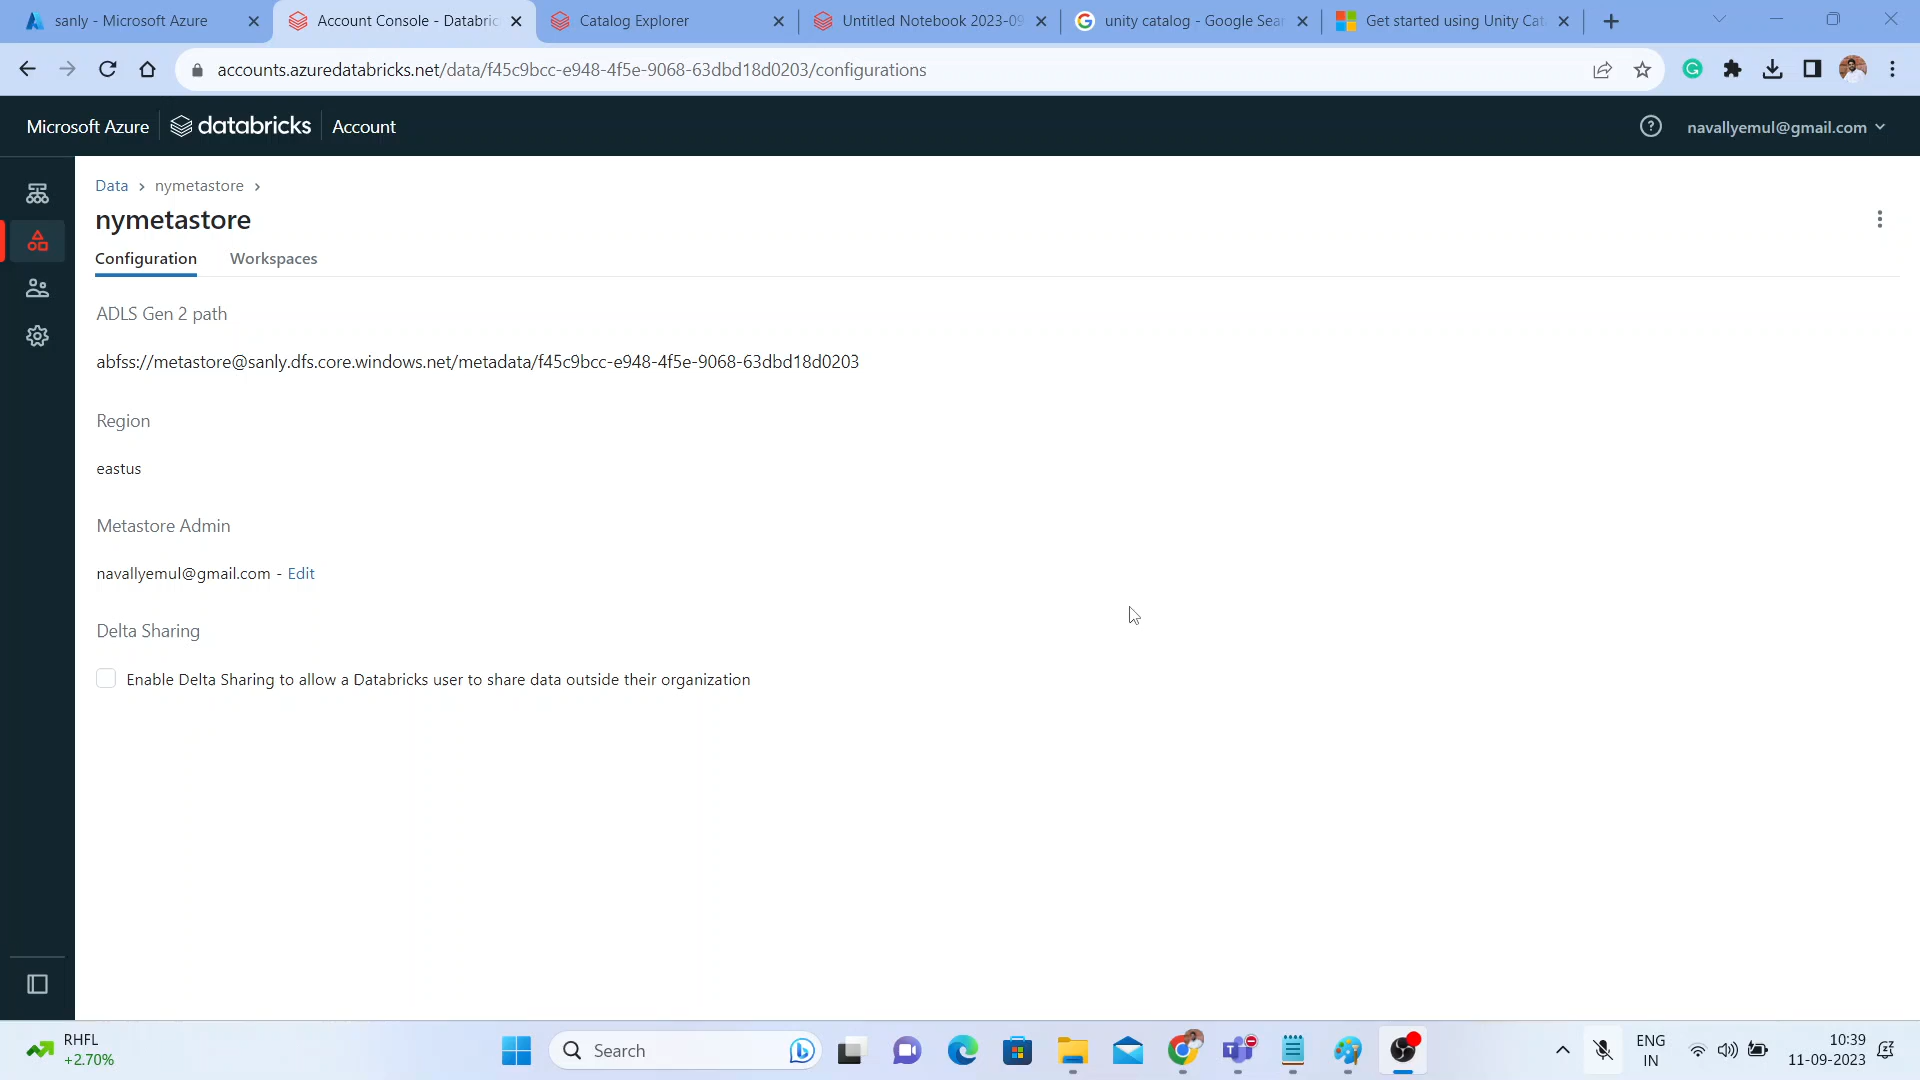 sanly - Microsoft Azure
Account Console - Databric
Catalog Explorer
Untitled Notebook 2023-09
unity catalog - Google Sear
Get started using Unity Cat
accounts.azuredatabricks.net/data/f45c9bcc-e948-4f5e-9068-63dbd18d0203/configurations
Microsoft Azure
databricks
Account
navallyemul@gmail.com
Data > nymetastore >
nymetastore
Configuration
Workspaces
ADLS Gen 2 path
abfss://metastore@sanly.dfs.core.windows.net/metadata/f45c9bcc-e948-4f5e-9068-63dbd18d0203
Region
eastus
Metastore Admin
navallyemul@gmail.com - Edit
Delta Sharing
Enable Delta Sharing to allow a Databricks user to share data outside their organization
RHFL
+2.70%
Search
ENG
IN
10:39
11-09-2023